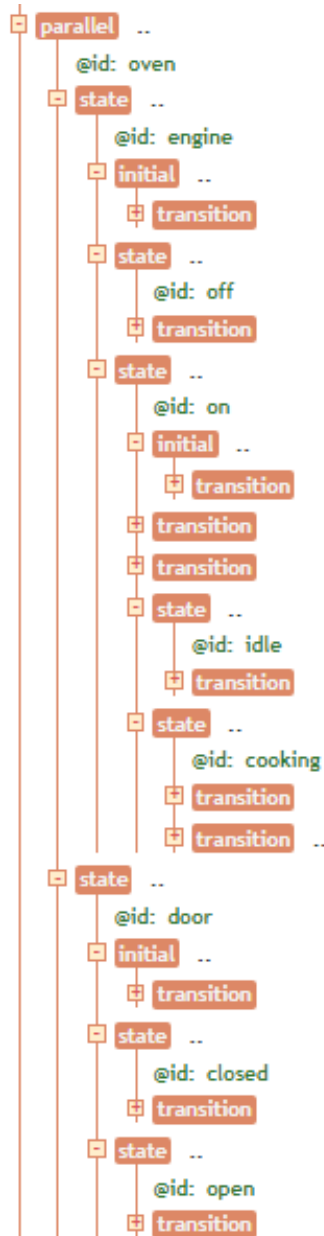 parallel ..
@id: oven
state ..
@id: engine
initial ..
transition
state ..
@id: off
transition
state ..
@id: on
initial ..
transition
transition
transition
state ..
@id: idle
transition
state ..
@id: cooking
transition
transition ..
state ..
@id: door
initial ..
transition
state ..
@id: closed
transition
state ..
@id: open
transition